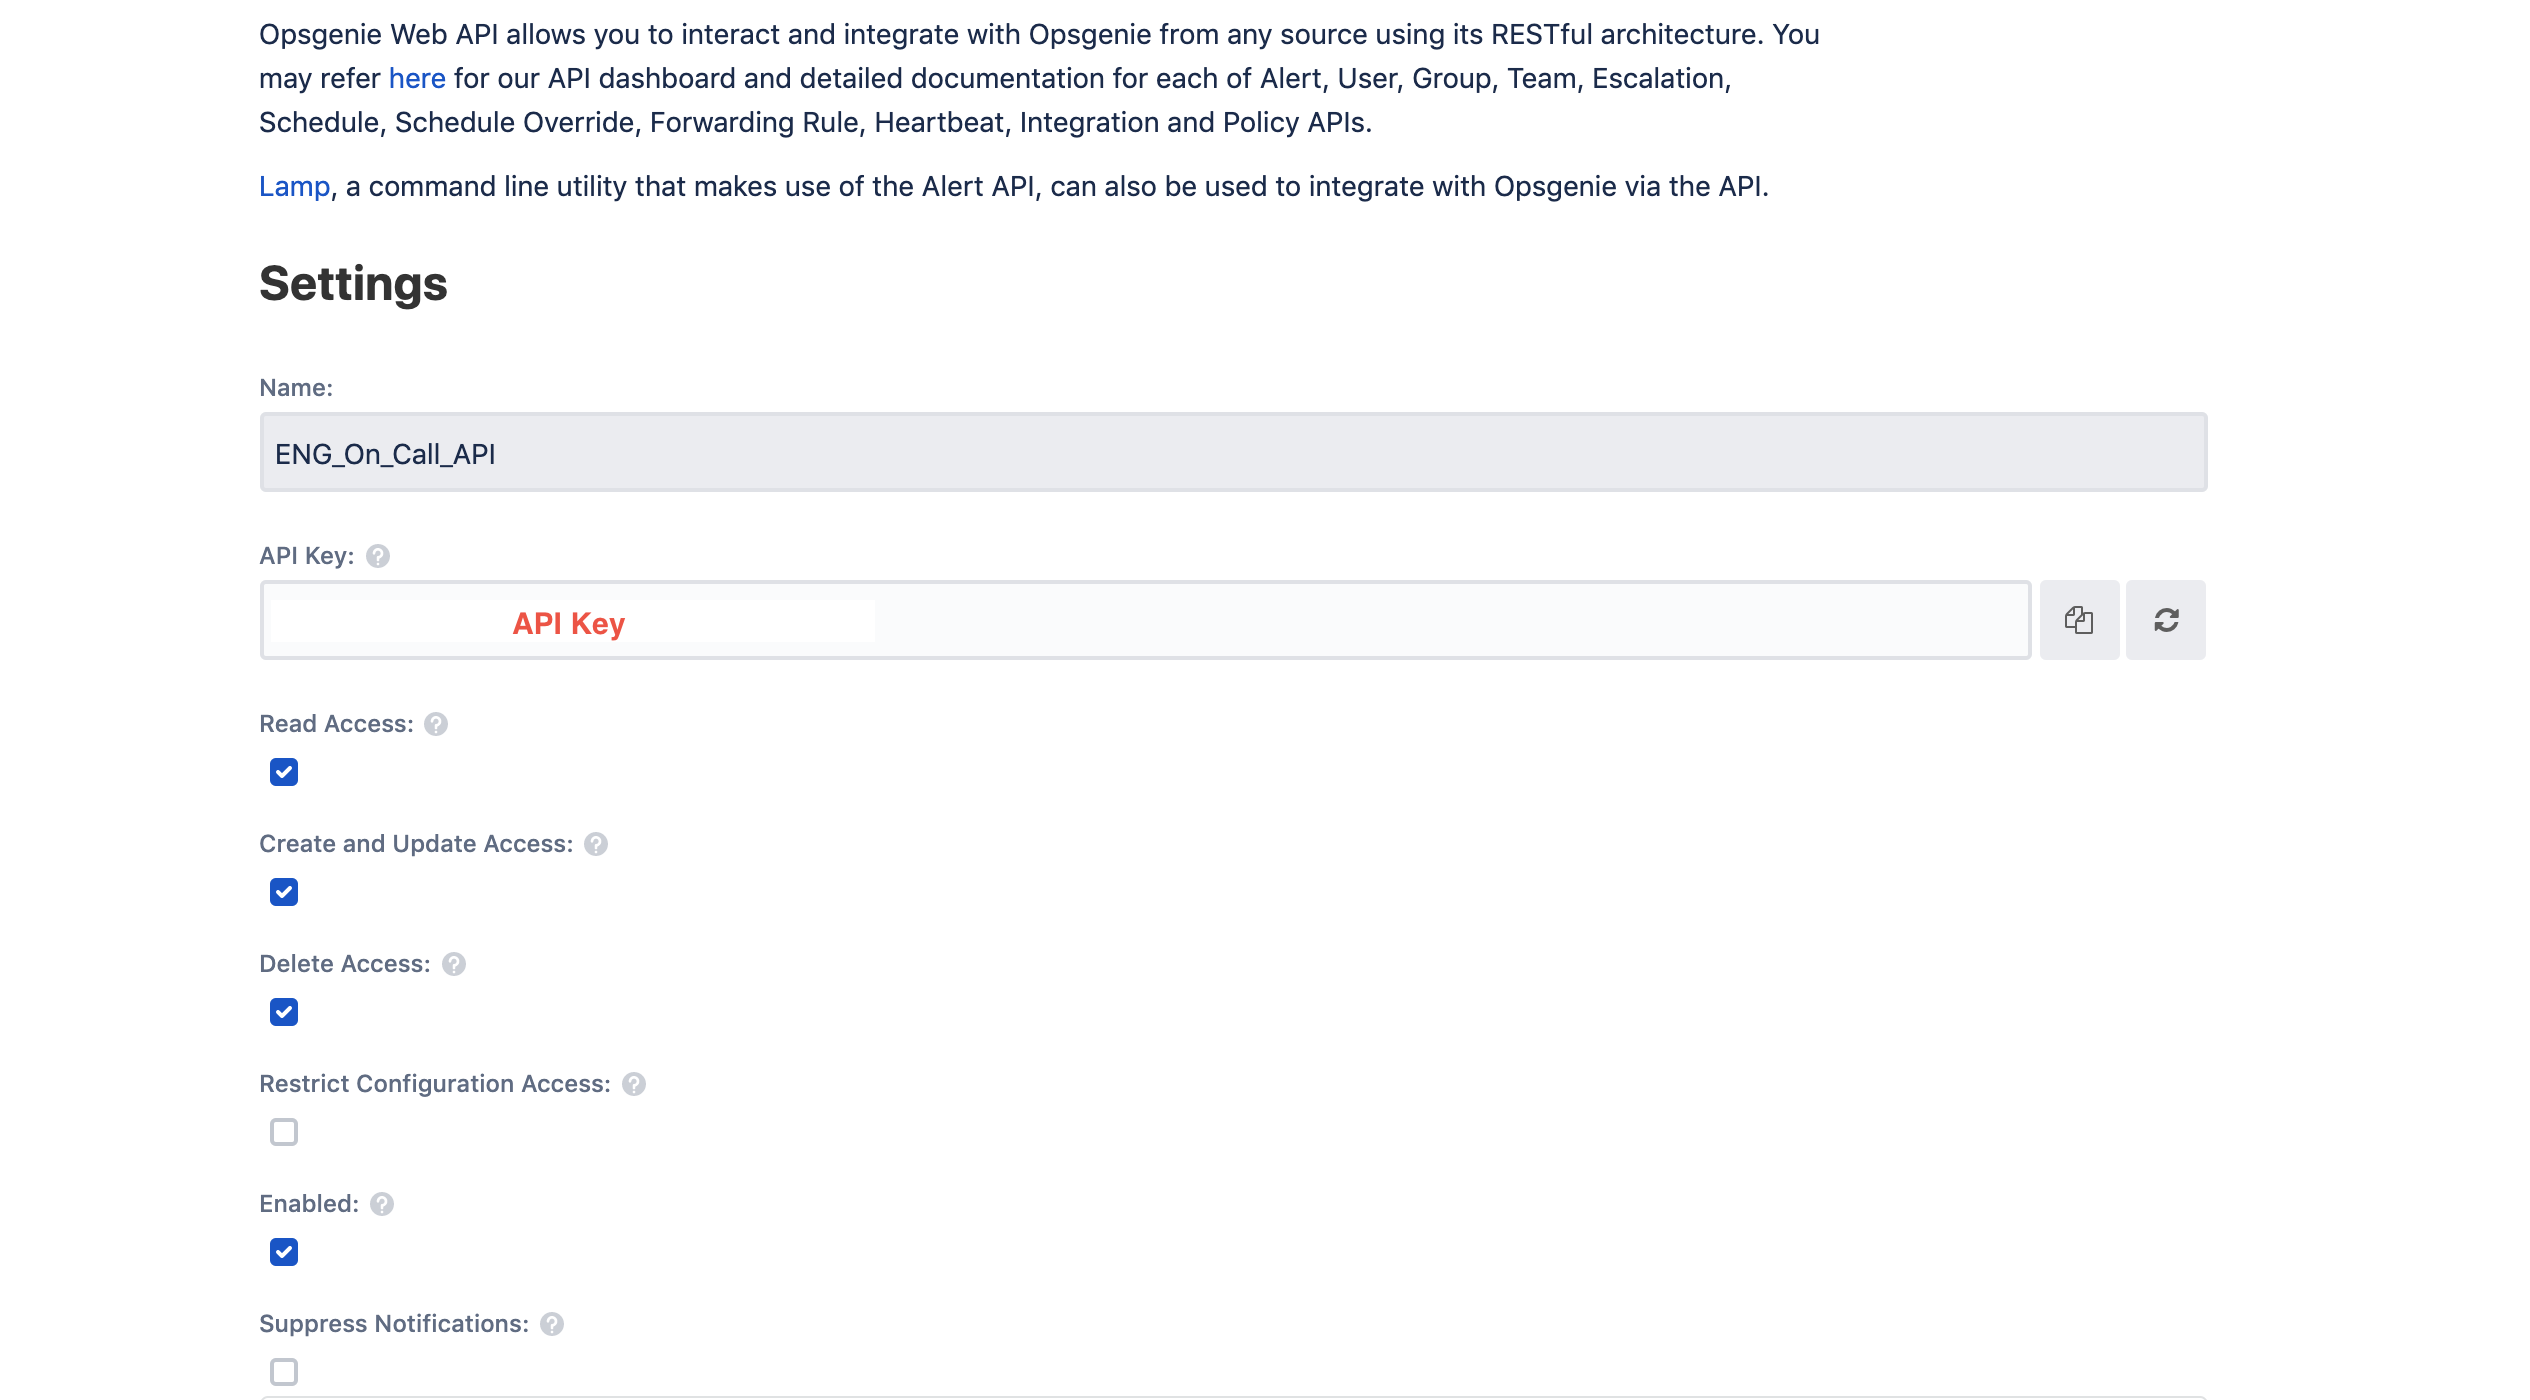 Opsgenie Web API allows you to interact and integrate with Opsgenie from any source using its RESTful architecture. You
may refer here for our API dashboard and detailed documentation for each of Alert, User, Group, Team, Escalation,
Schedule, Schedule Override, Forwarding Rule, Heartbeat, Integration and Policy APIs.
Lamp, a command line utility that makes use of the Alert API, can also be used to integrate with Opsgenie via the API.
Settings
Name:
ENG_On_Call_API
API Key: ?
API Key
Read Access: ?
Create and Update Access: ?
Delete Access: ?
Restrict Configuration Access: ?
Enabled: ?
Suppress Notifications: ?